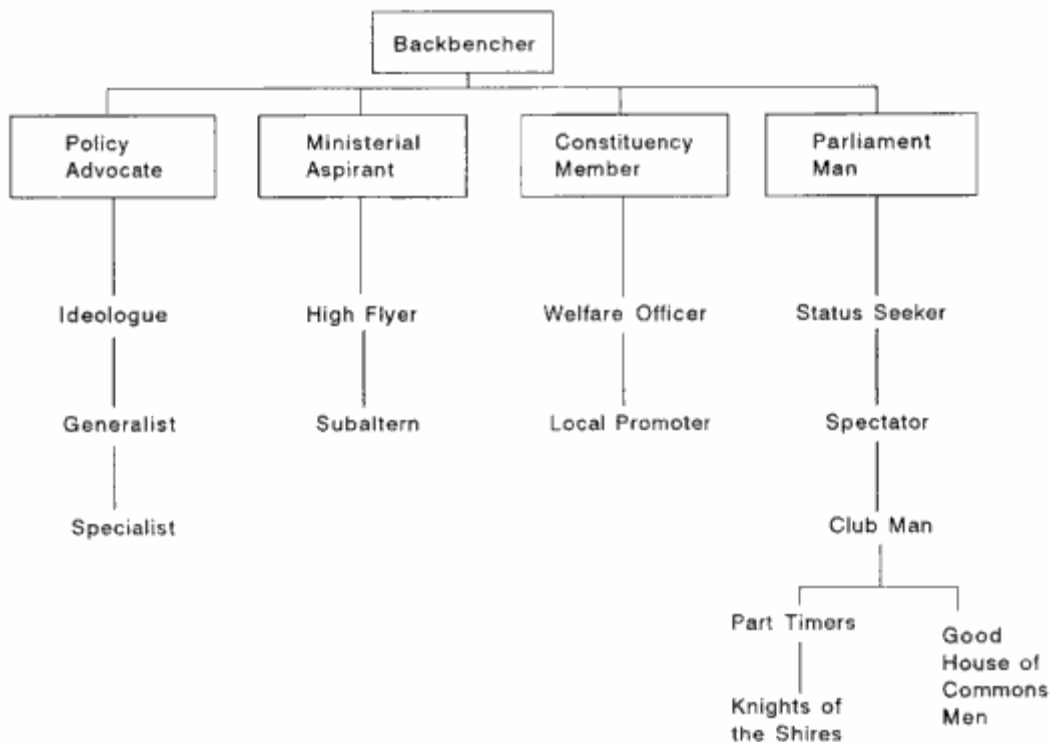 Backbencher
Policy
Advocate
Ministerial
Aspirant
Constituency
Member
Parliament
Man
Ideologue
High Flyer
Welfare Officer
Status Seeker
Generalist
Subaltern
Local Promoter
Spectator
Specialist
Club Man
Part Timers
Good
House of
Commons
Men
Knights of
the Shires